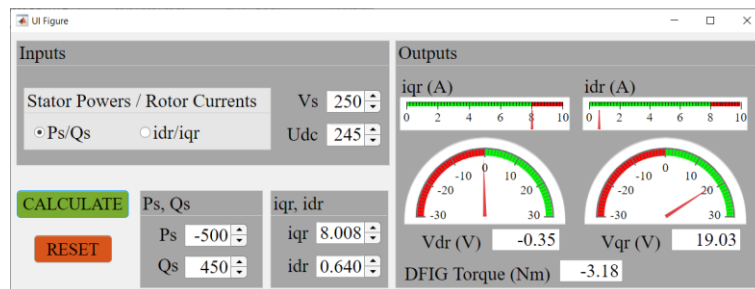 UI Figure
Inputs
Stator Powers / Rotor Currents
Ps/Qs idr/iqr
Vs 250
Udc 245
CALCULATE
RESET
Ps, Qs
Ps -500
Qs 450
iqr, idr
iqr 8.008
idr 0.640
Outputs
iqr (A)
0 2 4 6 8 10
idr (A)
0 2 4 6 8 10
-30 -20 -10 0 10 20 30
-30 -20 -10 0 10 20 30
Vdr (V) -0.35
Vqr (V) 19.03
DFIG Torque (Nm) -3.18